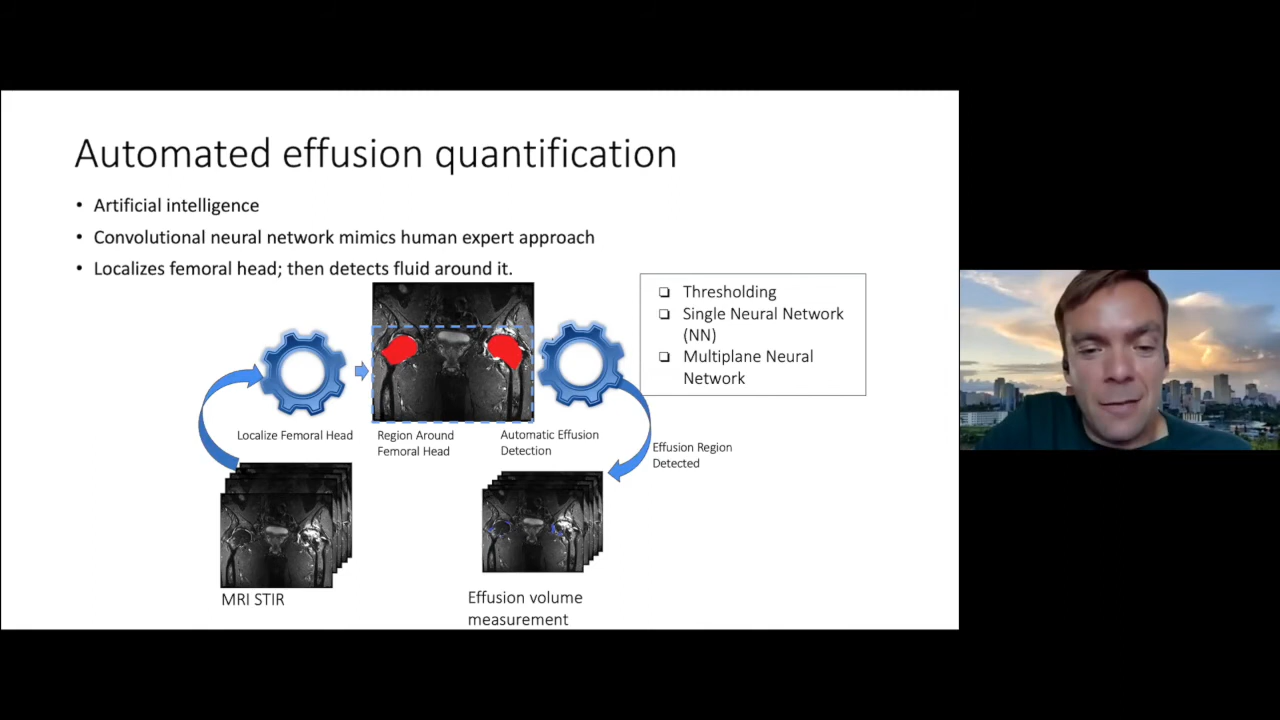 Automated effusion quantification
• Artificial intelligence
• Convolutional neural network mimics human expert approach
• Localizes femoral head; then detects fluid around it.
❑ Thresholding
❑ Single Neural Network
(NN)
❑ Multiplane Neural
Network
Localize Femoral Head
Region Around
Femoral Head
Automatic Effusion
Detection
Effusion Region
Detected
MRI STIR
Effusion volume
measurement